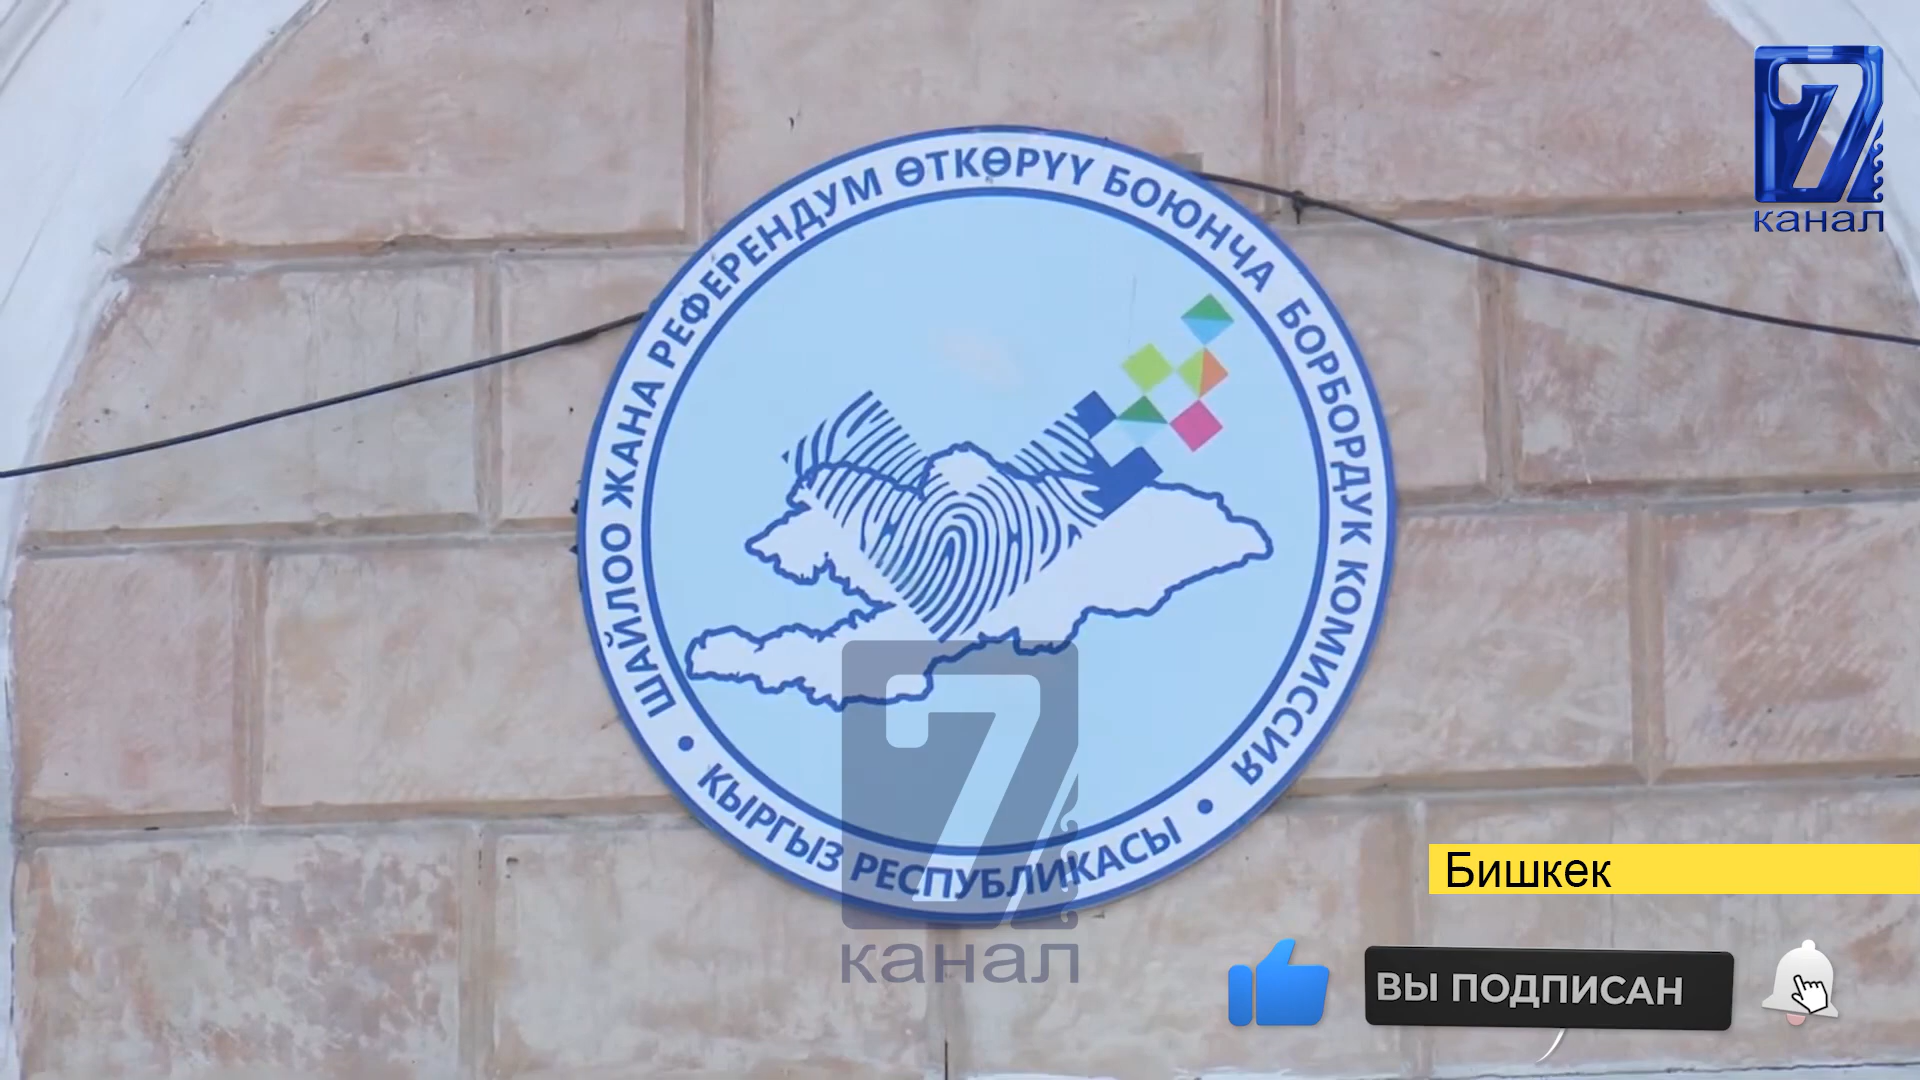 7
канал
ШАЙЛОО ЖАНА РЕФЕРЕНДУМ ӨТКӨРҮҮ БОЮНЧА БОРБОРДУК КОМИССИЯ
• КЫРГЫЗ РЕСПУБЛИКАСЫ •
7
канал
Бишкек
ВЫ ПОДПИСАН